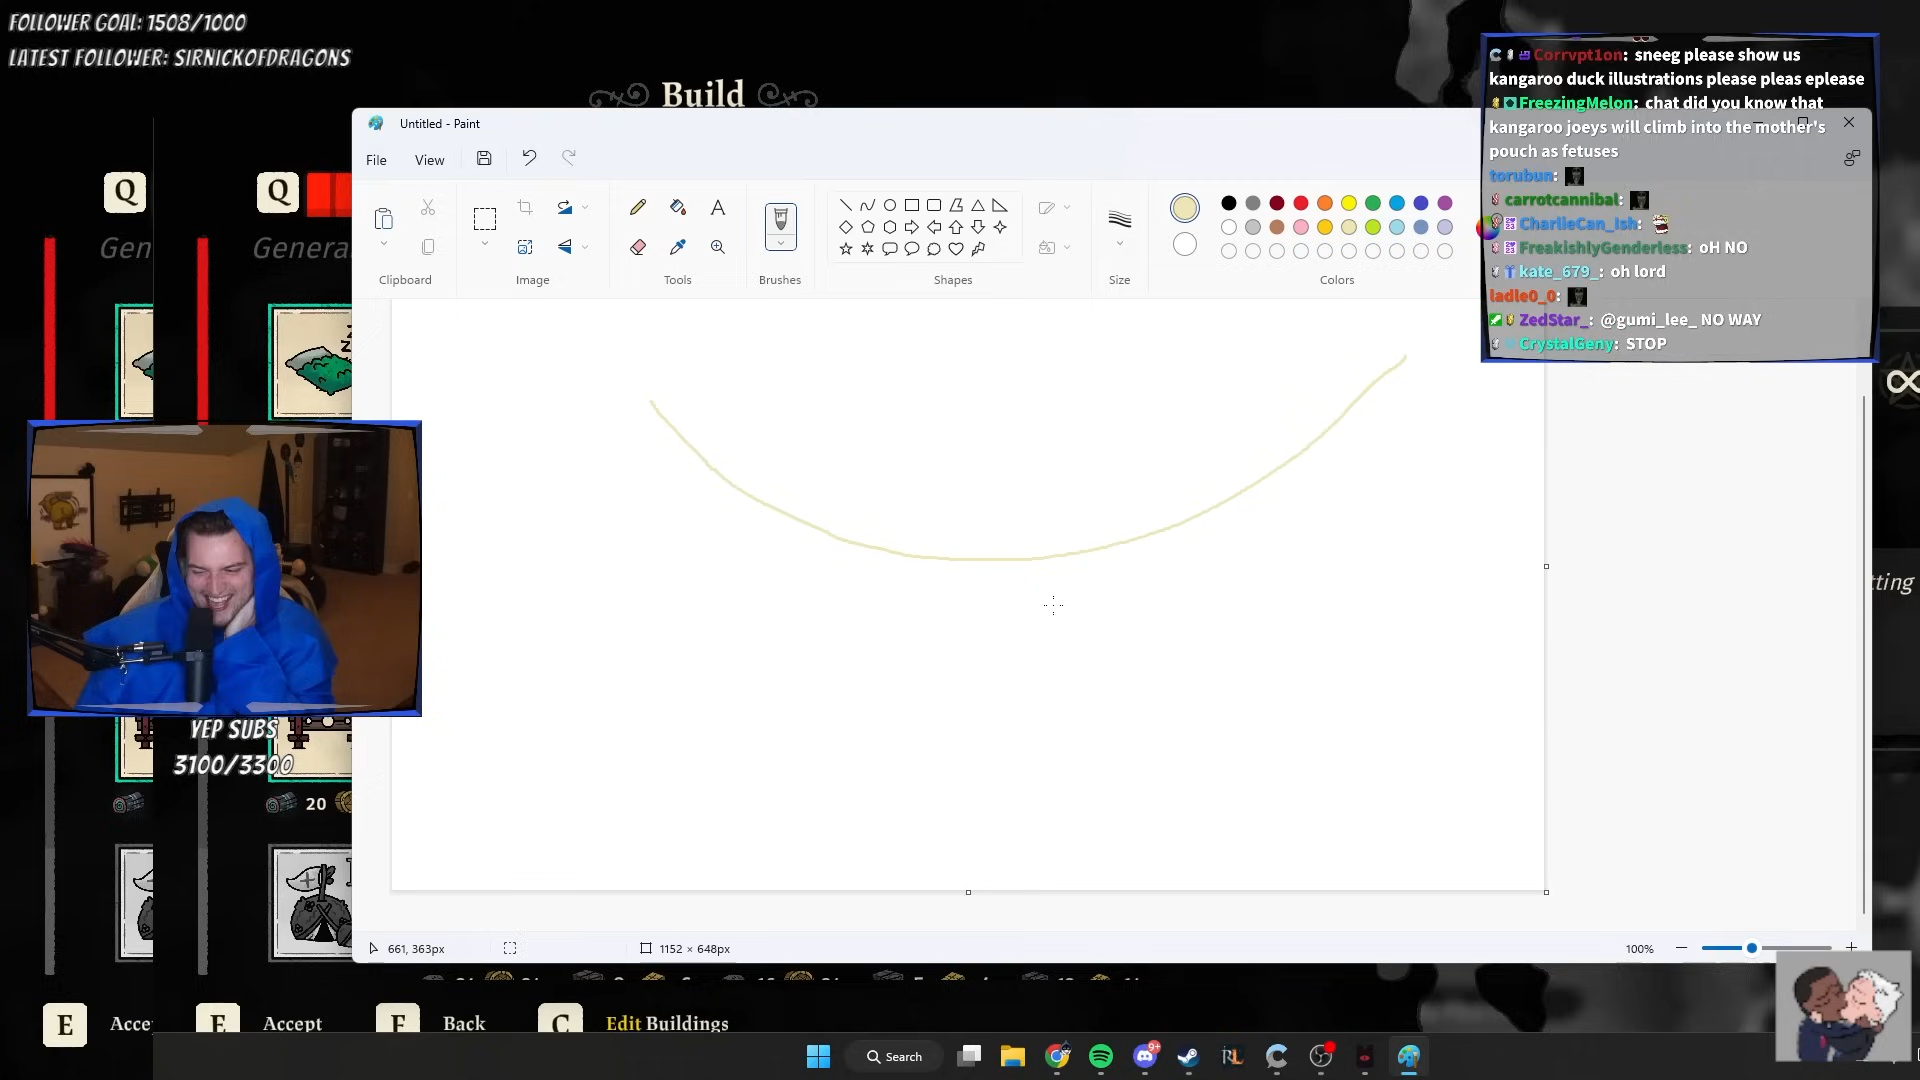 FOLLOWER GOAL: 1508/1000
LATEST FOLLOWER: SIRNICKOFDRAGONS
Build
Corrvpt1on: sneeg please show us
kangaroo duck illustrations please pleas eplease
FreezingMelon: chat did you know that
kangaroo joeys will climb into the mother's
pouch as fetuses
torubun:
carrotcannibal:
CharlieCan_Ish:
FreakishlyGenderless: oH NO
kate_679_: oh lord
ladle0_0:
ZedStar_: @gumi_lee_ NO WAY
CrystalGeny: STOP
Untitled - Paint
File View
Q Q
Gen Genera
Clipboard Image Tools Brushes Shapes Size Colors
tting
YEP SUBS
3100/3300
20
661, 363px 1152 × 648px 100%
E Acce E Accept F Back C Edit Buildings
Search
9+
RL